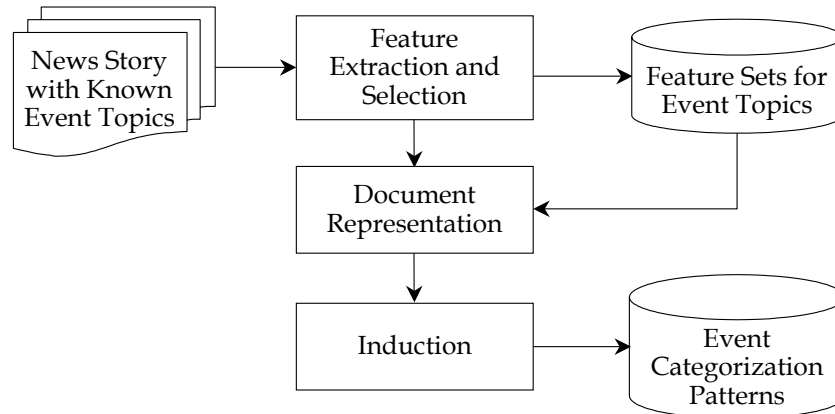 News Story
with Known
Event Topics
Feature
Extraction and
Selection
Feature Sets for
Event Topics
Document
Representation
Induction
Event
Categorization
Patterns